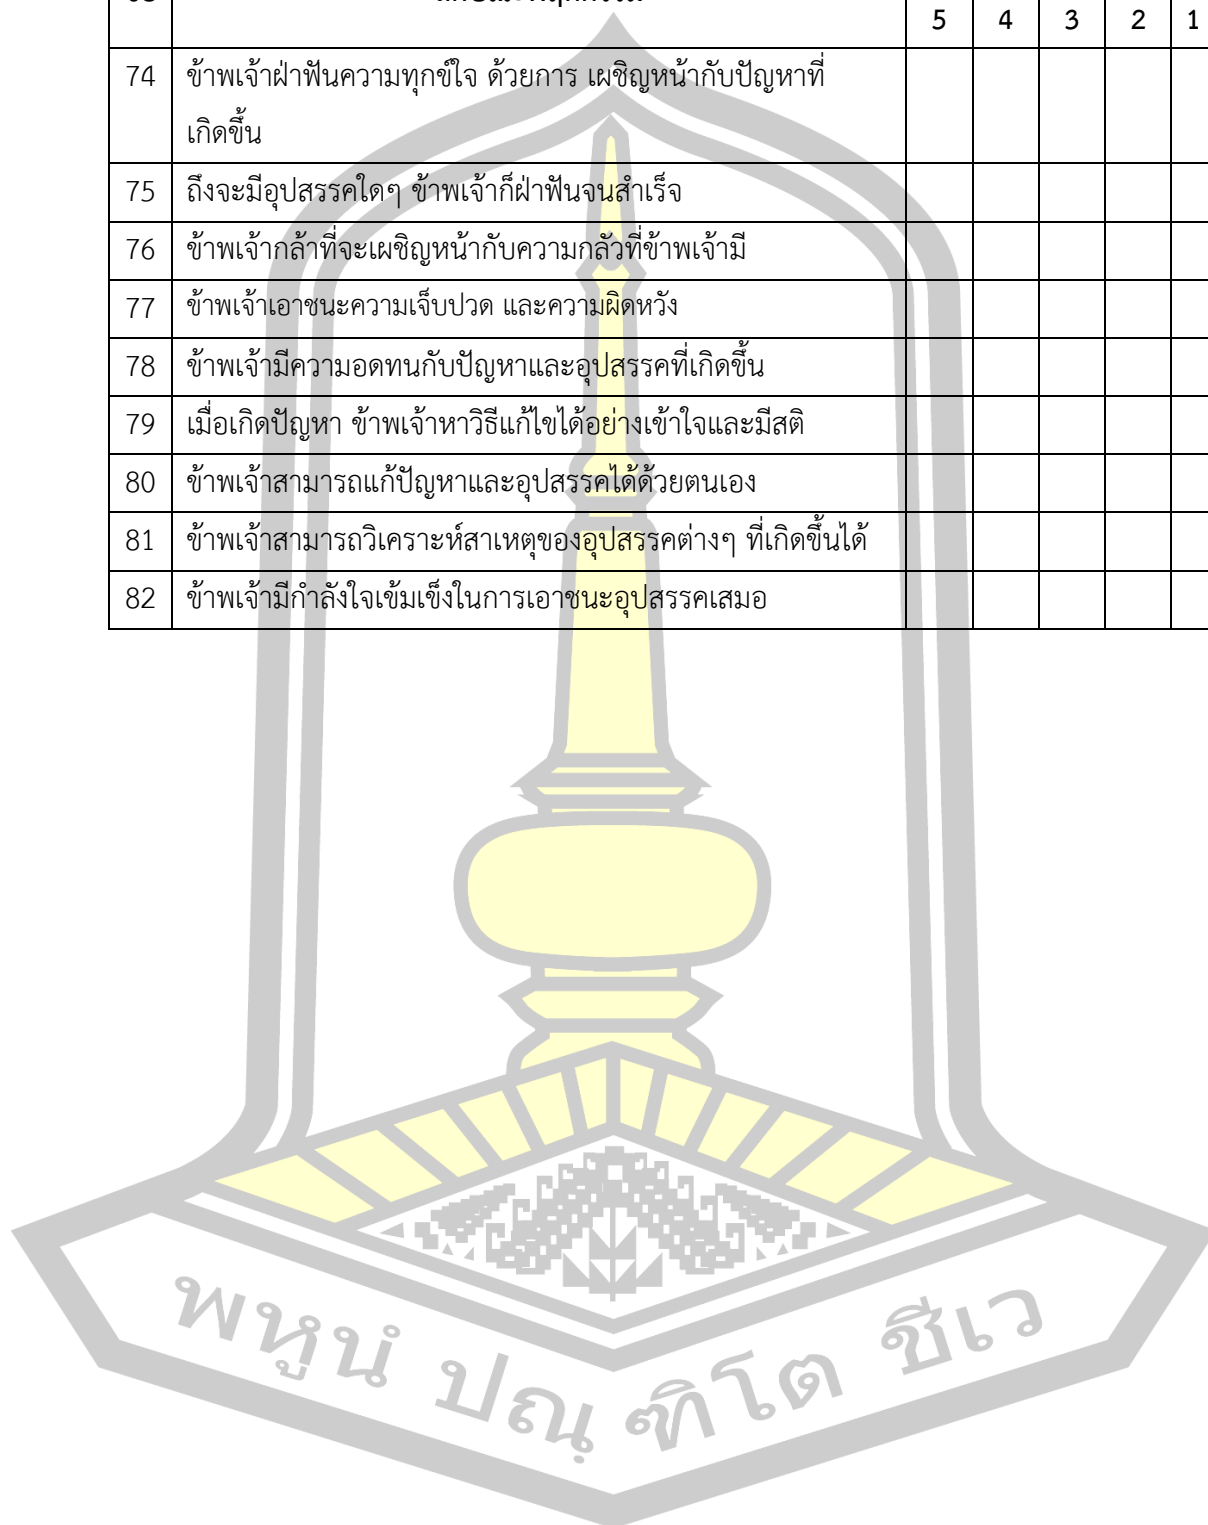 5 4 3 2 1
74 ข้าพเจ้าฝ่าฟันความทุกข์ใจ ด้วยการ เผชิญหน้ากับปัญหาที่
เกิดขึ้น
75 ถึงจะมีอุปสรรคใดๆ ข้าพเจ้าก็ฝ่าฟันจนสำเร็จ
76 ข้าพเจ้ากล้าที่จะเผชิญหน้ากับความกลัวที่ข้าพเจ้ามี
77 ข้าพเจ้าเอาชนะความเจ็บปวด และความผิดหวัง
78 ข้าพเจ้ามีความอดทนกับปัญหาและอุปสรรคที่เกิดขึ้น
79 เมื่อเกิดปัญหา ข้าพเจ้าหาวิธีแก้ไขได้อย่างเข้าใจและมีสติ
80 ข้าพเจ้าสามารถแก้ปัญหาและอุปสรรคได้ด้วยตนเอง
81 ข้าพเจ้าสามารถวิเคราะห์สาเหตุของอุปสรรคต่างๆ ที่เกิดขึ้นได้
82 ข้าพเจ้ามีกำลังใจเข้มแข็งในการเอาชนะอุปสรรคเสมอ
พหูนํ ปณฺฑิโต ชีเว